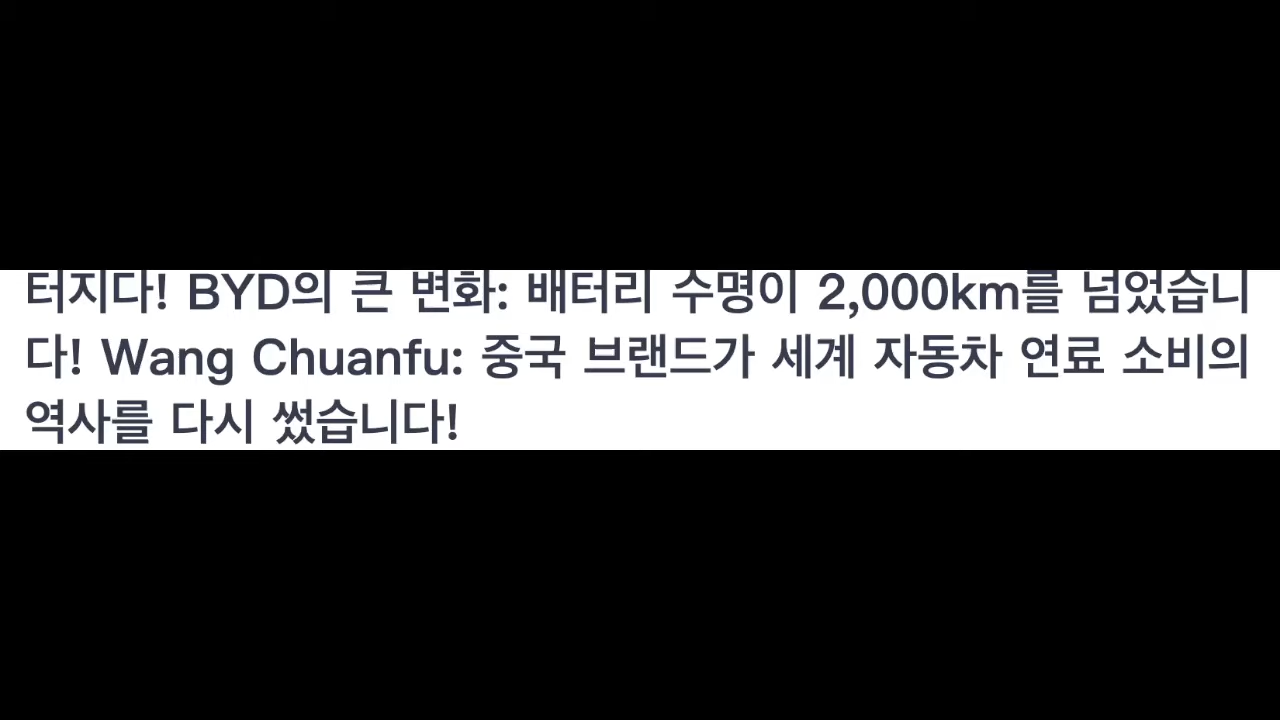 터지다! BYD의 큰 변화: 배터리 수명이 2,000km를 넘었습니
다! Wang Chuanfu: 중국 브랜드가 세계 자동차 연료 소비의
역사를 다시 썼습니다!